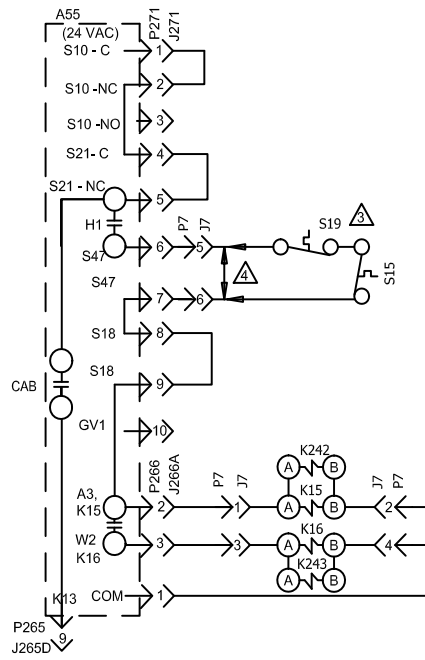 A55
(24 VAC)
P271
J271
S10 - C
1
S10 -NC
2
S10 -NO
3
S21- C
4
S21 - NC
5
H1
P7
J7
S19
3
S47
6
5
4
S15
S47
7
6
S18
8
CAB
S18
9
GV1
10
P266
J266A
P7
J7
K242
A
B
J7
P7
A3,
K15
2
1
A
K15
B
2
W2
K16
3
3
A
K16
B
4
K243
A
B
K13
COM
1
P265
9
J265D